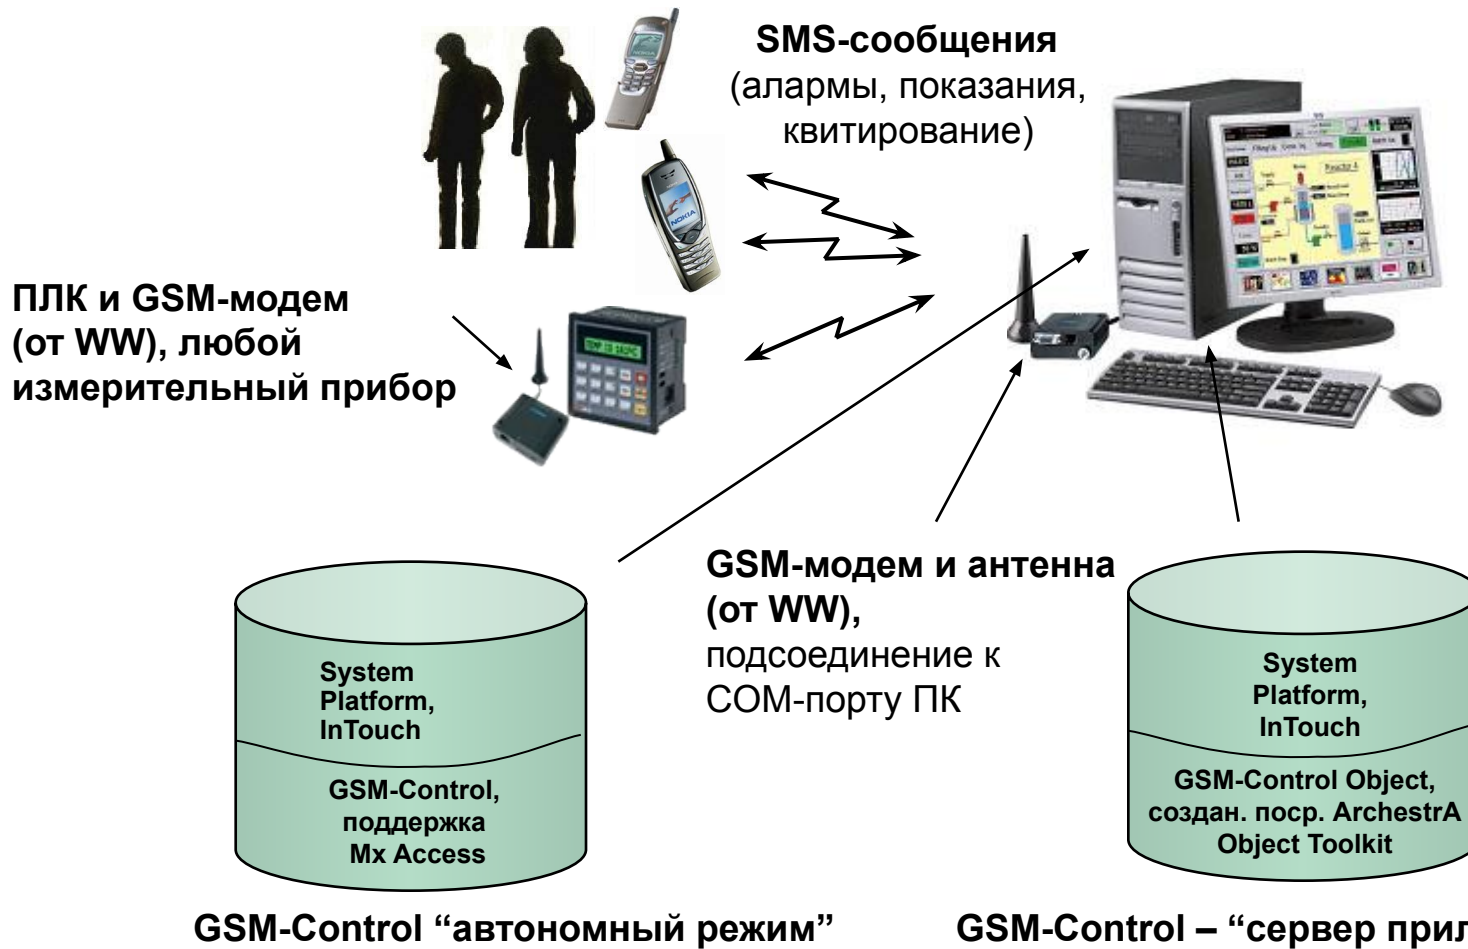 SMS-сообщения
(алармы, показания,
квитирование)
ПЛК и GSM-модем
(от WW), любой
измерительный прибор
NOKIA
Reactor A
GSM-модем и антенна
(от WW),
подсоединение к
COM-порту ПК
System
Platform,
InTouch
GSM-Control,
поддержка
Mx Access
System
Platform,
InTouch
GSM-Control Object,
создан. поср. ArchestrA
Object Toolkit
GSM-Control “автономный режим”
GSM-Control – “сервер прил